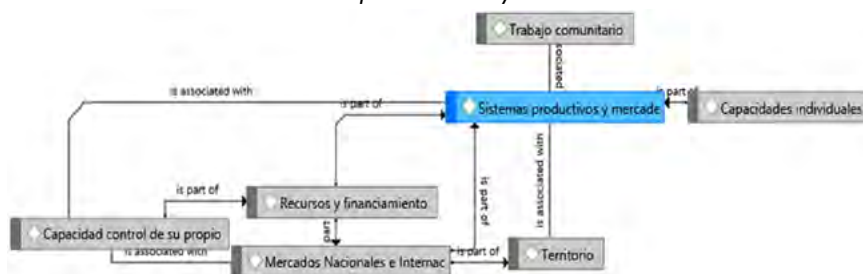 Trabajo comunitario
is associated with
is part of
Sistemas productivos y mercade
is part of
Capacidades individuales
is associated with
is part of
is part of
Recursos y financiamiento
part
Capacidad control de su propio
is associated with
Mercados Nacionales e Internac
is part of
Territorio